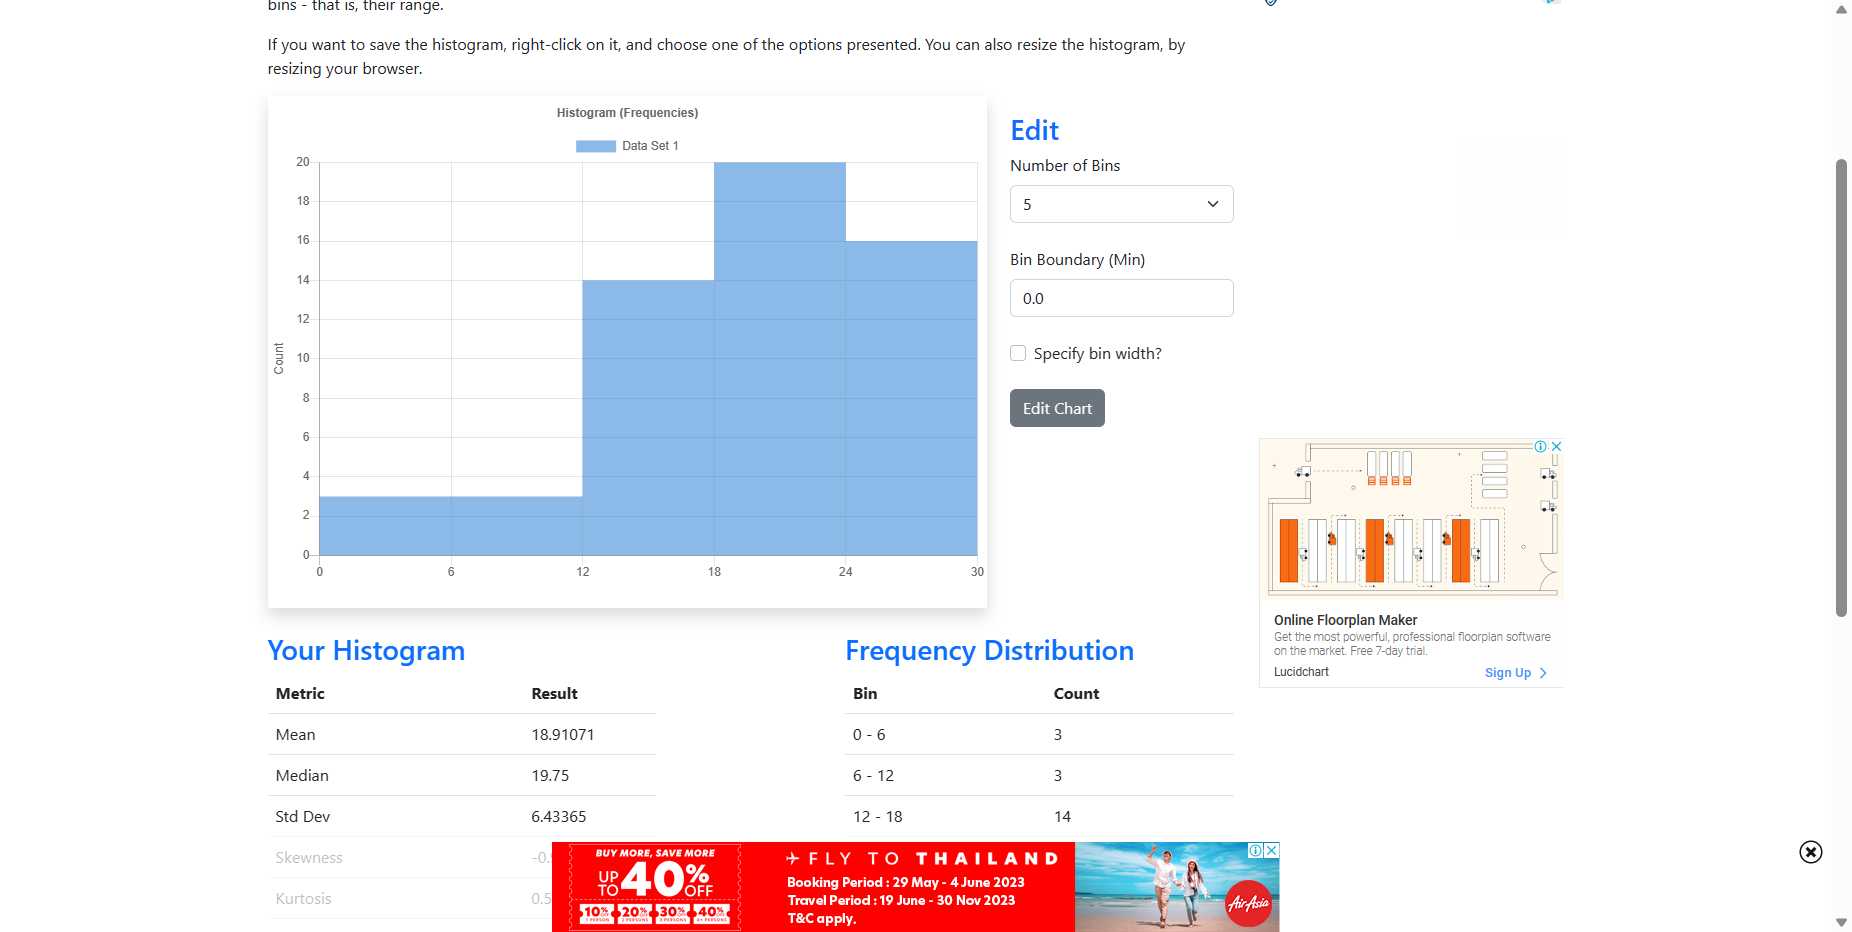 bins - that is, their range.
If you want to save the histogram, right-click on it, and choose one of the options presented. You can also resize the histogram, by
resizing your browser.
Histogram (Frequencies)
Data Set 1
20
18
16
14
12
10
8
6
4
2
0
Count
0 6 12 18 24 30
Edit
Number of Bins
5
Bin Boundary (Min)
0.0
Specify bin width?
Edit Chart
Online Floorplan Maker
Get the most powerful, professional floorplan software
on the market. Free 7-day trial.
Lucidchart
Sign Up
Your Histogram
Metric Result
Mean 18.91071
Median 19.75
Std Dev 6.43365
Skewness -0.
Kurtosis 0.5
Frequency Distribution
Bin Count
0 - 6 3
6 - 12 3
12 - 18 14
BUY MORE, SAVE MORE
UP TO 40% OFF
10% 20% 30% 40%
FLY TO THAILAND
Booking Period : 29 May - 4 June 2023
Travel Period : 19 June - 30 Nov 2023
T&C apply.
AirAsia